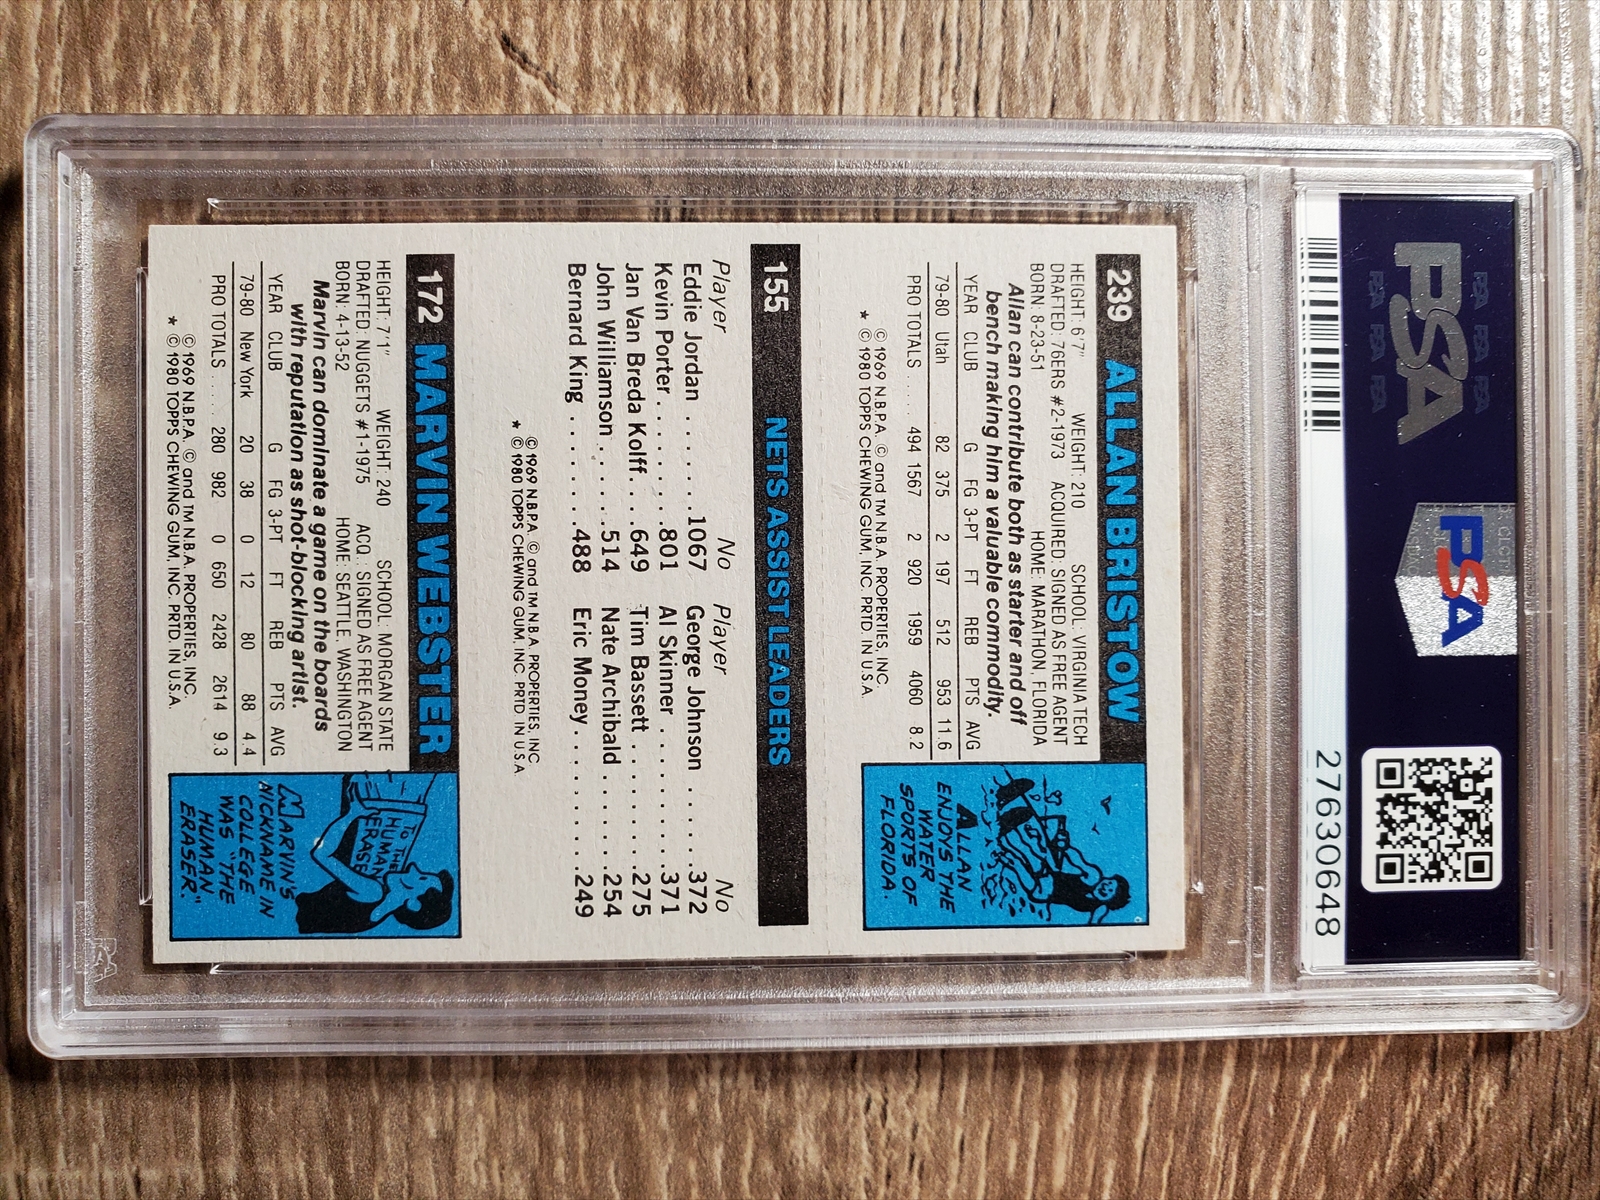 PSA
PSA PSA PSA
PSA PSA PSA
PSA
27630648
239 ALLAN BRISTOW
HEIGHT: 6'7" WEIGHT: 210 SCHOOL: VIRGINIA TECH
DRAFTED: 76ERS #2-1973 ACQUIRED: SIGNED AS FREE AGENT
BORN: 8-23-51 HOME: MARATHON, FLORIDA
Allan can contribute both as starter and off
bench making him a valuable commodity.
YEAR CLUB G FG 3-PT FT REB PTS AVG
79-80 Utah 82 375 2 197 512 953 11.6
PRO TOTALS .... 494 1567 2 920 1959 4060 8.2
© 1969 N.B.P.A. © and TM N.B.A. PROPERTIES, INC.
* © 1980 TOPPS CHEWING GUM, INC. PRTD. IN U.S.A.
ALLAN
ENJOYS THE
WATER
SPORTS OF
FLORIDA.
155 NETS ASSIST LEADERS
Player No Player No
Eddie Jordan .......1067 George Johnson ......372
Kevin Porter........801 Al Skinner .........371
Jan Van Breda Kolff...649 Tim Bassett ........275
John Williamson .....514 Nate Archibald ......254
Bernard King ........488 Eric Money..........249
© 1969 N.B.P.A. © and TM N.B.A. PROPERTIES, INC.
* © 1980 TOPPS CHEWING GUM, INC. PRTD. IN U.S.A.
172 MARVIN WEBSTER
HEIGHT: 7'1" WEIGHT: 240 SCHOOL: MORGAN STATE
DRAFTED: NUGGETS #1-1975 ACQ.: SIGNED AS FREE AGENT
BORN: 4-13-52 HOME: SEATTLE, WASHINGTON
Marvin can dominate a game on the boards
with reputation as shot-blocking artist.
YEAR CLUB G FG 3-PT FT REB PTS AVG
79-80 New York 20 38 0 12 80 88 4.4
PRO TOTALS .... 280 982 0 650 2428 2614 9.3
© 1969 N.B.P.A. © and TM N.B.A. PROPERTIES, INC.
* © 1980 TOPPS CHEWING GUM, INC. PRTD. IN U.S.A.
TO THE
HUMAN
ERASE
MARVIN'S
NICKNAME IN
COLLEGE
WAS "THE
HUMAN
ERASER."